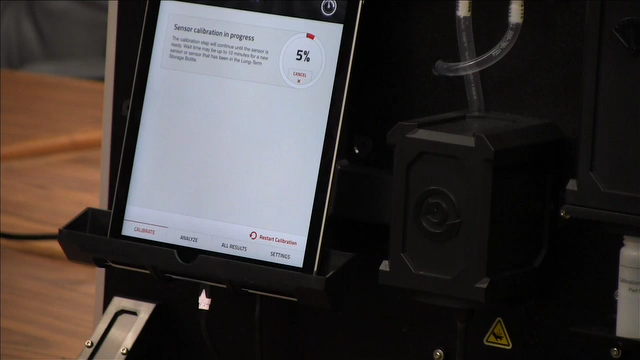 Sensor calibration in progress
The calibration step will continue until the sensor is
ready. Wait time may be up to 10 minutes for a new
sensor or sensor that has been in the Long-Term
Storage Bottle.
5%
CANCEL
Restart Calibration
CALIBRATE
ANALYZE
ALL RESULTS
SETTINGS